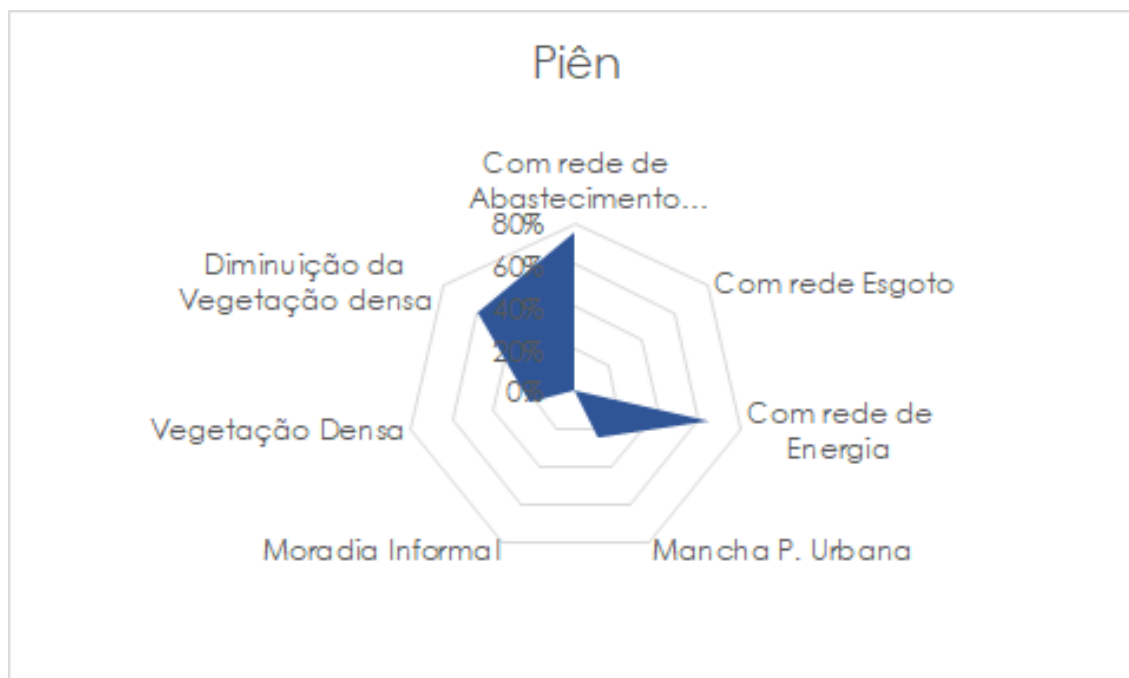 Piên
Com rede de
Abastecimento...
80%
60%
40%
20%
0%
Com rede Esgoto
Com rede de
Energia
Mancha P. Urbana
Moradia Informal
Vegetação Densa
Diminuição da
Vegetação densa